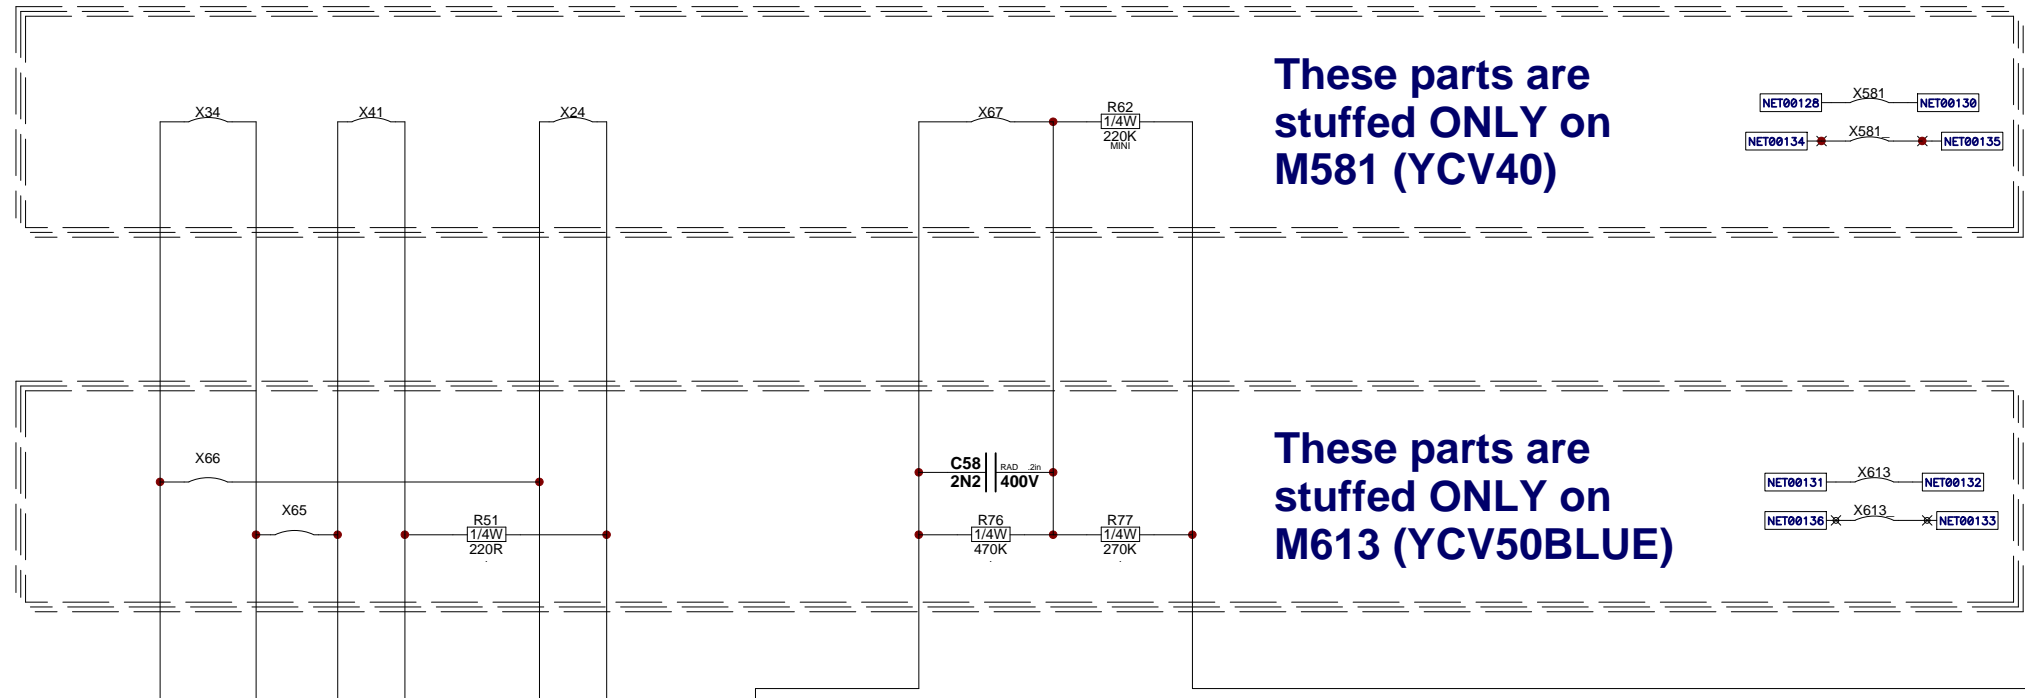 X34
X41
X24
X67
R62
1/4W
220K
MINI
These parts are
stuffed ONLY on
M581 (YCV40)
NET00128 X581 NET00130
NET00134 X581_ NET00135
X66
X65
R51
1/4W
220R
C58 RAD .2in
2N2 400V
R76
1/4W
470K
R77
1/4W
270K
These parts are
stuffed ONLY on
M613 (YCV50BLUE)
NET00131 X613 NET00132
NET00136 X613_ NET00133